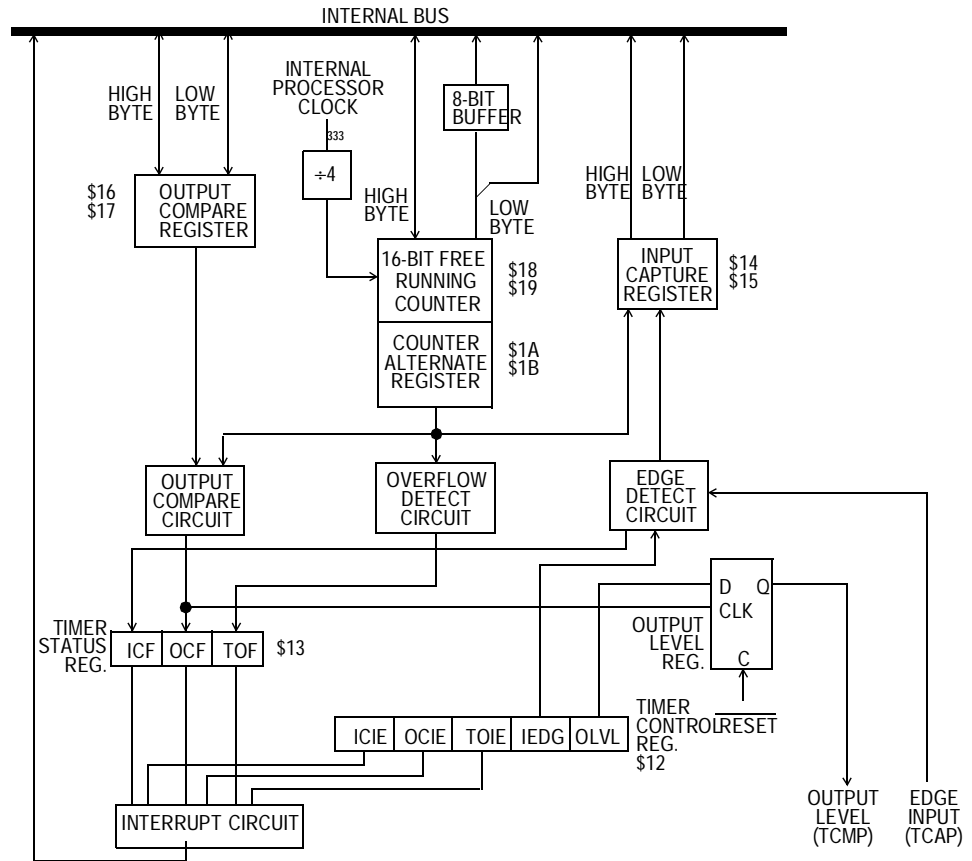 INTERNAL BUS
HIGH
BYTE
LOW
BYTE
INTERNAL
PROCESSOR
CLOCK
333
÷4
8-BIT
BUFFER
HIGH
BYTE
LOW
BYTE
HIGH
BYTE
LOW
BYTE
$16
$17
OUTPUT
COMPARE
REGISTER
16-BIT FREE
RUNNING
COUNTER
$18
$19
COUNTER
ALTERNATE
REGISTER
$1A
$1B
INPUT
CAPTURE
REGISTER
$14
$15
OUTPUT
COMPARE
CIRCUIT
OVERFLOW
DETECT
CIRCUIT
EDGE
DETECT
CIRCUIT
TIMER
STATUS
REG.
ICF OCF TOF
$13
OUTPUT
LEVEL
REG.
D Q
CLK
C
RESET
ICIE OCIE TOIE IEDG OLVL
TIMER
CONTROL
REG.
$12
INTERRUPT CIRCUIT
OUTPUT
LEVEL
(TCMP)
EDGE
INPUT
(TCAP)